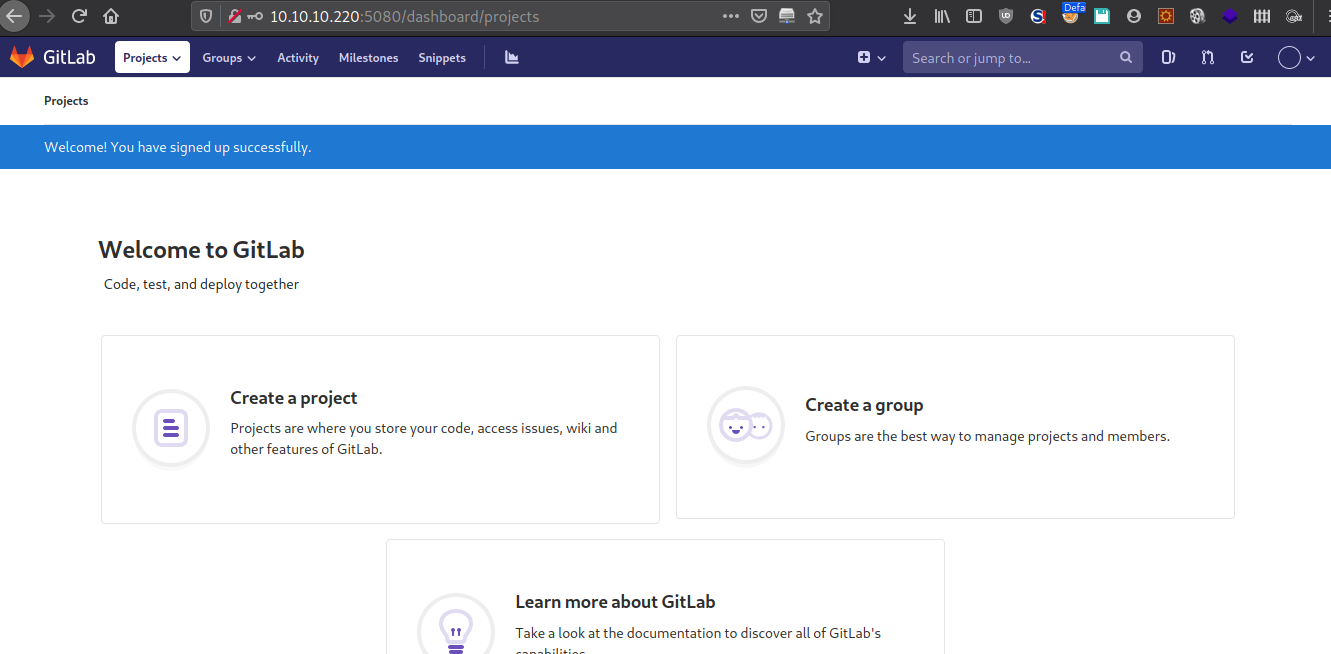 10.10.10.220:5080/dashboard/projects
Defa
GitLab Projects Groups Activity Milestones Snippets Search or jump to...
Projects
Welcome! You have signed up successfully.
Welcome to GitLab
Code, test, and deploy together
Create a project
Projects are where you store your code, access issues, wiki and
other features of GitLab.
Create a group
Groups are the best way to manage projects and members.
Learn more about GitLab
Take a look at the documentation to discover all of GitLab's
capabilities